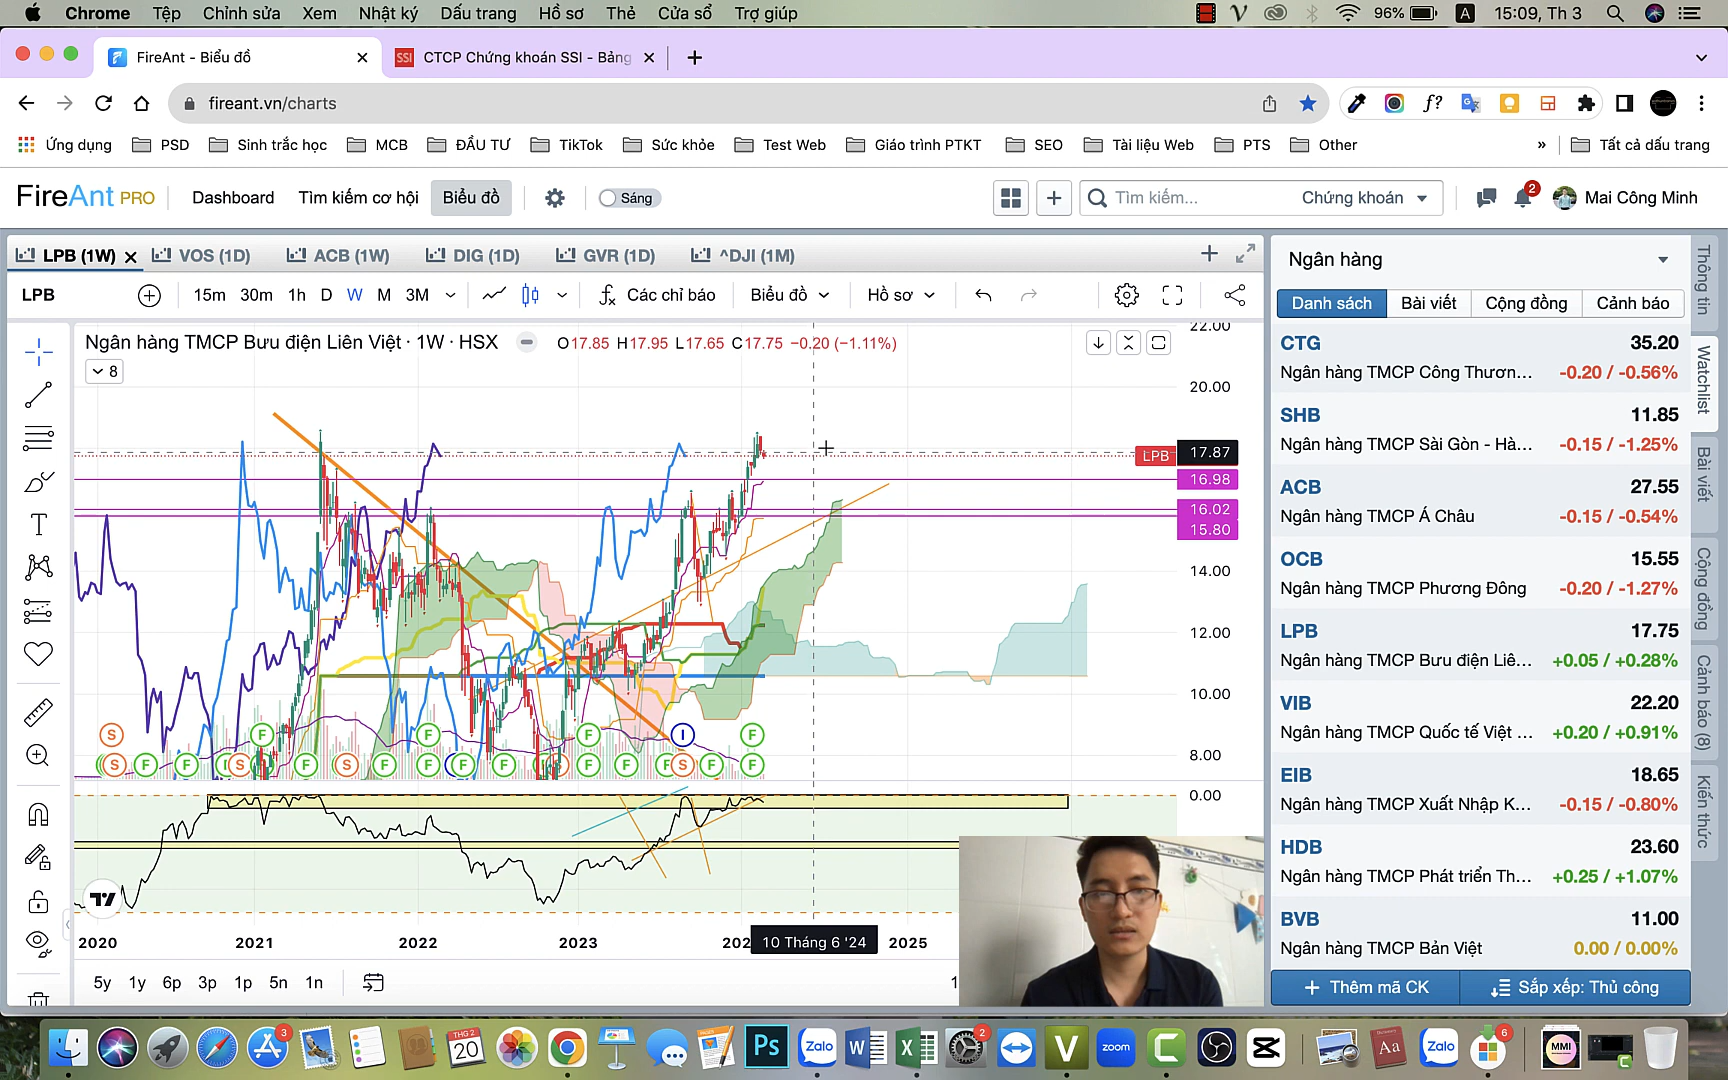 Chrome Tệp Chỉnh sửa Xem Nhật ký Dấu trang Hồ sơ Thẻ Cửa sổ Trợ giúp 96% A 15:09, Th 3
FireAnt - Biểu đồ CTCP Chứng khoán SSI - Bảng
fireant.vn/charts f?
Ứng dụng PSD Sinh trắc học MCB ĐẦU TƯ TikTok Sức khỏe Test Web Giáo trình PTKT SEO Tài liệu Web PTS Other » Tất cả dấu trang
FireAnt PRO Dashboard Tìm kiếm cơ hội Biểu đồ Sáng Tìm kiếm... Chứng khoán 2 Mai Công Minh
LPB (1W) VOS (1D) ACB (1W) DIG (1D) GVR (1D) ^DJI (1M)
LPB 15m 30m 1h D W M 3M Các chỉ báo Biểu đồ Hồ sơ
Ngân hàng TMCP Bưu điện Liên Việt · 1W · HSX O17.85 H17.95 L17.65 C17.75 −0.20 (−1.11%)
8
22.00
20.00
LPB 17.87
16.98
16.02
15.80
14.00
12.00
10.00
8.00
0.00
S F F F I F
S F F S F S F F F F F F F S F F
2020 2021 2022 2023 10 Tháng 6 '24 2025
5y 1y 6p 3p 1p 5n 1n
Ngân hàng
Danh sách Bài viết Cộng đồng Cảnh báo
CTG 35.20
Ngân hàng TMCP Công Thươn... -0.20 / -0.56%
SHB 11.85
Ngân hàng TMCP Sài Gòn - Hà... -0.15 / -1.25%
ACB 27.55
Ngân hàng TMCP Á Châu -0.15 / -0.54%
OCB 15.55
Ngân hàng TMCP Phương Đông -0.20 / -1.27%
LPB 17.75
Ngân hàng TMCP Bưu điện Liê... +0.05 / +0.28%
VIB 22.20
Ngân hàng TMCP Quốc tế Việt ... +0.20 / +0.91%
EIB 18.65
Ngân hàng TMCP Xuất Nhập K... -0.15 / -0.80%
HDB 23.60
Ngân hàng TMCP Phát triển Th... +0.25 / +1.07%
BVB 11.00
Ngân hàng TMCP Bản Việt 0.00 / 0.00%
Thêm mã CK Sắp xếp: Thủ công
Thông tin
Watchlist
Bài viết
Cộng đồng
Cảnh báo (8)
Kiến thức
3 THG 2 20 Ps Zalo W X 2 V zoom C Aa Zalo 6 MMI